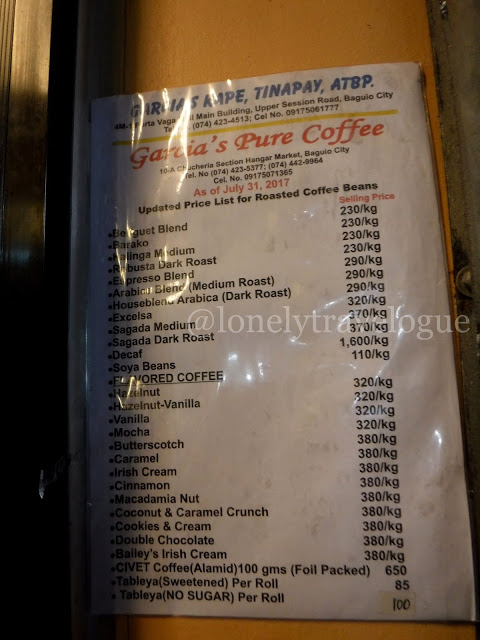 GARCIA'S KAPE, TINAPAY, ATBP.
Porta Vaga Mall Main Building, Upper Session Road, Baguio City
(074) 423-4513; Cel No. 09175061777
Garcia's Pure Coffee
10-A Chocheria Section Hangar Market, Baguio City
Tel. No (074) 423-5377; (074) 442-9964
Cel. No. 09175071365
As of July 31, 2017
Updated Price List for Roasted Coffee Beans
Selling Price
Benguet Blend 230/kg
Barako 230/kg
Kalinga Medium 230/kg
Robusta Dark Roast 230/kg
Espresso Blend 290/kg
Arabica Blend (Medium Roast) 290/kg
Houseblend Arabica (Dark Roast) 290/kg
Excelsa 320/kg
Sagada Medium 370/kg
Sagada Dark Roast 370/kg
Decaf 1,600/kg
Soya Beans 110/kg
FLAVORED COFFEE
Hazelnut 320/kg
Hazelnut-Vanilla 320/kg
Vanilla 320/kg
Mocha 320/kg
Butterscotch 380/kg
Caramel 380/kg
Irish Cream 380/kg
Cinnamon 380/kg
Macadamia Nut 380/kg
Coconut & Caramel Crunch 380/kg
Cookies & Cream 380/kg
Double Chocolate 380/kg
Bailey's Irish Cream 380/kg
CIVET Coffee(Alamid)100 gms (Foil Packed) 650
Tableya(Sweetened) Per Roll 85
Tableya(NO SUGAR) Per Roll 100
@lonelytravelogue